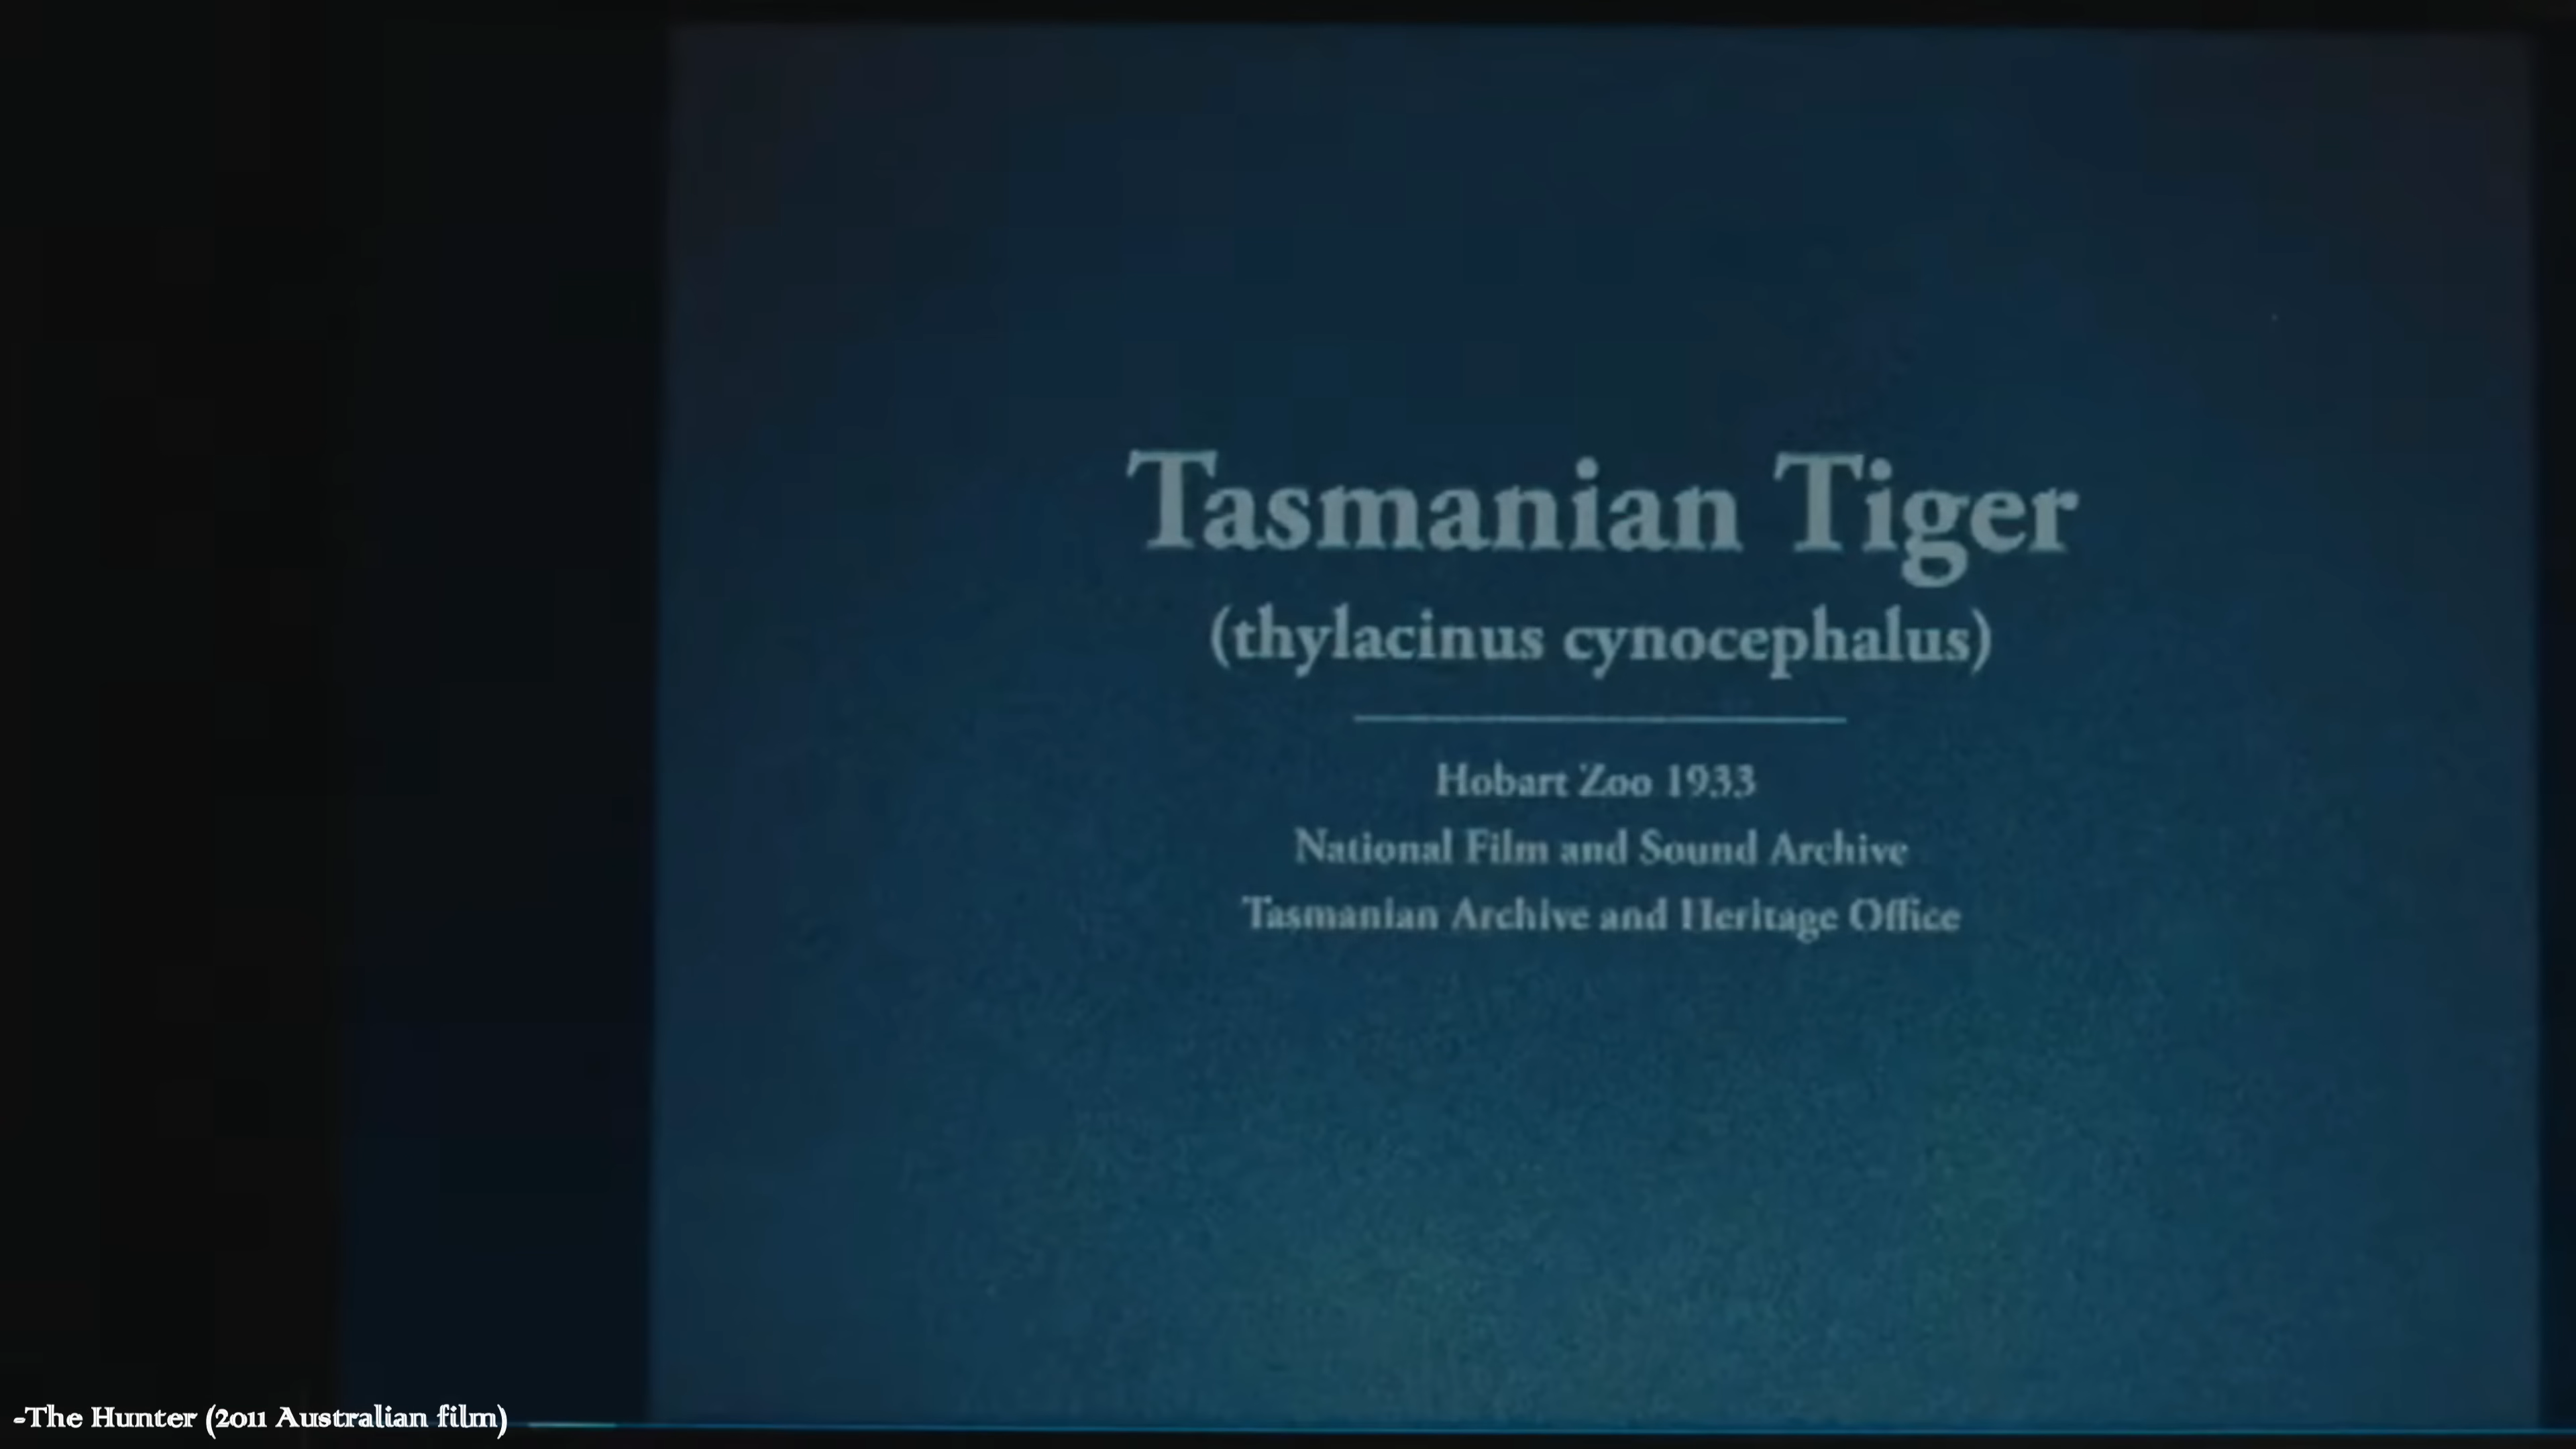 Tasmanian Tiger
(thylacinus cynocephalus)
Hobart Zoo 1933
National Film and Sound Archive
Tasmanian Archive and Heritage Office
-The Hunter (2011 Australian film)